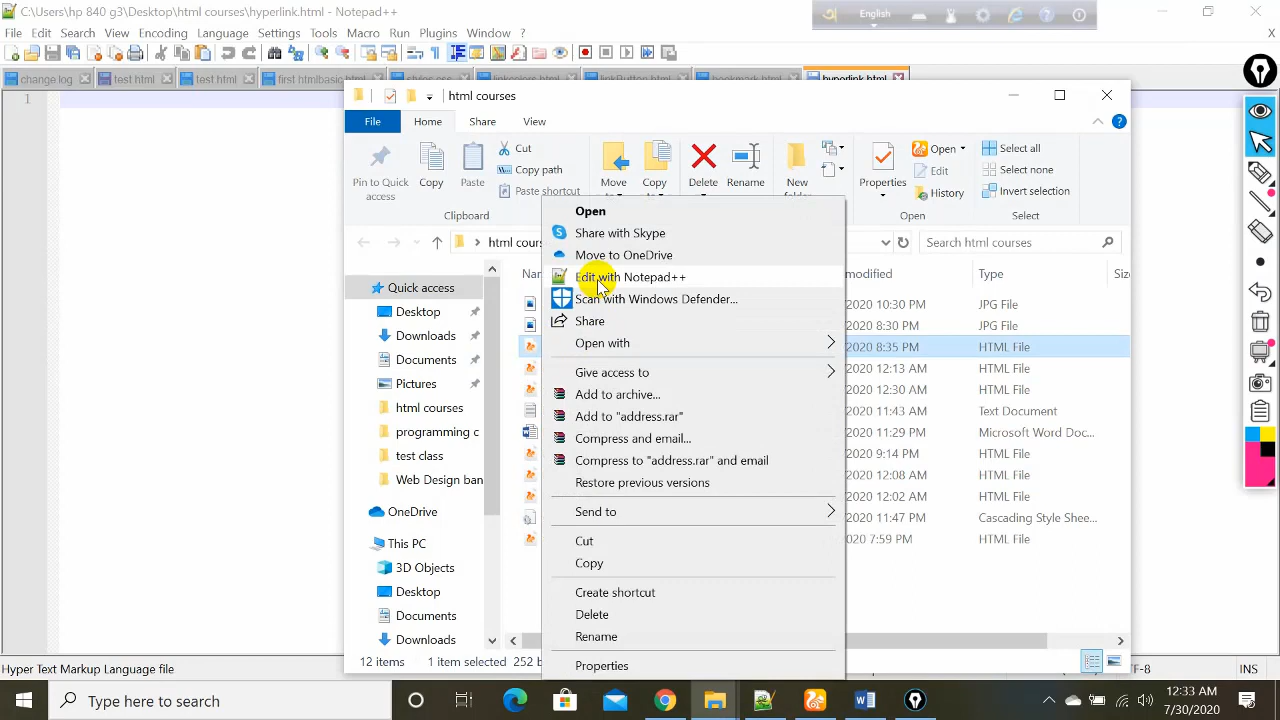 C:\Users\hp 840 g3\Desktop\html courses\hyperlink.html - Notepad++
English
File Edit Search View Encoding Language Settings Tools Macro Run Plugins Window ?
X
change log test html test html first htmlbasic.html
hyperlink.html
1
html courses
File Home Share View
Pin to Quick access
Copy
Paste
Cut
Copy path
Paste shortcut
Clipboard
Move to
Copy to
Delete
Rename
New folder
Properties
Open
Edit
History
Open
Select all
Select none
Invert selection
Select
html cour
Search html courses
Quick access
Desktop
Downloads
Documents
Pictures
html courses
programming c
test class
Web Design ban
OneDrive
This PC
3D Objects
Desktop
Documents
Downloads
Open
Share with Skype
Move to OneDrive
Edit with Notepad++
Scan with Windows Defender...
Share
Open with
Give access to
Add to archive...
Add to "address.rar"
Compress and email...
Compress to "address.rar" and email
Restore previous versions
Send to
Cut
Copy
Create shortcut
Delete
Rename
Properties
modified Type
2020 10:30 PM JPG File
2020 8:30 PM JPG File
2020 8:35 PM HTML File
2020 12:13 AM HTML File
2020 12:30 AM HTML File
2020 11:43 AM Text Document
2020 11:29 PM Microsoft Word Doc...
2020 9:14 PM HTML File
2020 12:08 AM HTML File
2020 12:02 AM HTML File
2020 11:47 PM Cascading Style Shee...
2020 7:59 PM HTML File
12 items 1 item selected 252 b
Hyper Text Markup Language file
TF-8 INS
Type here to search
12:33 AM
7/30/2020